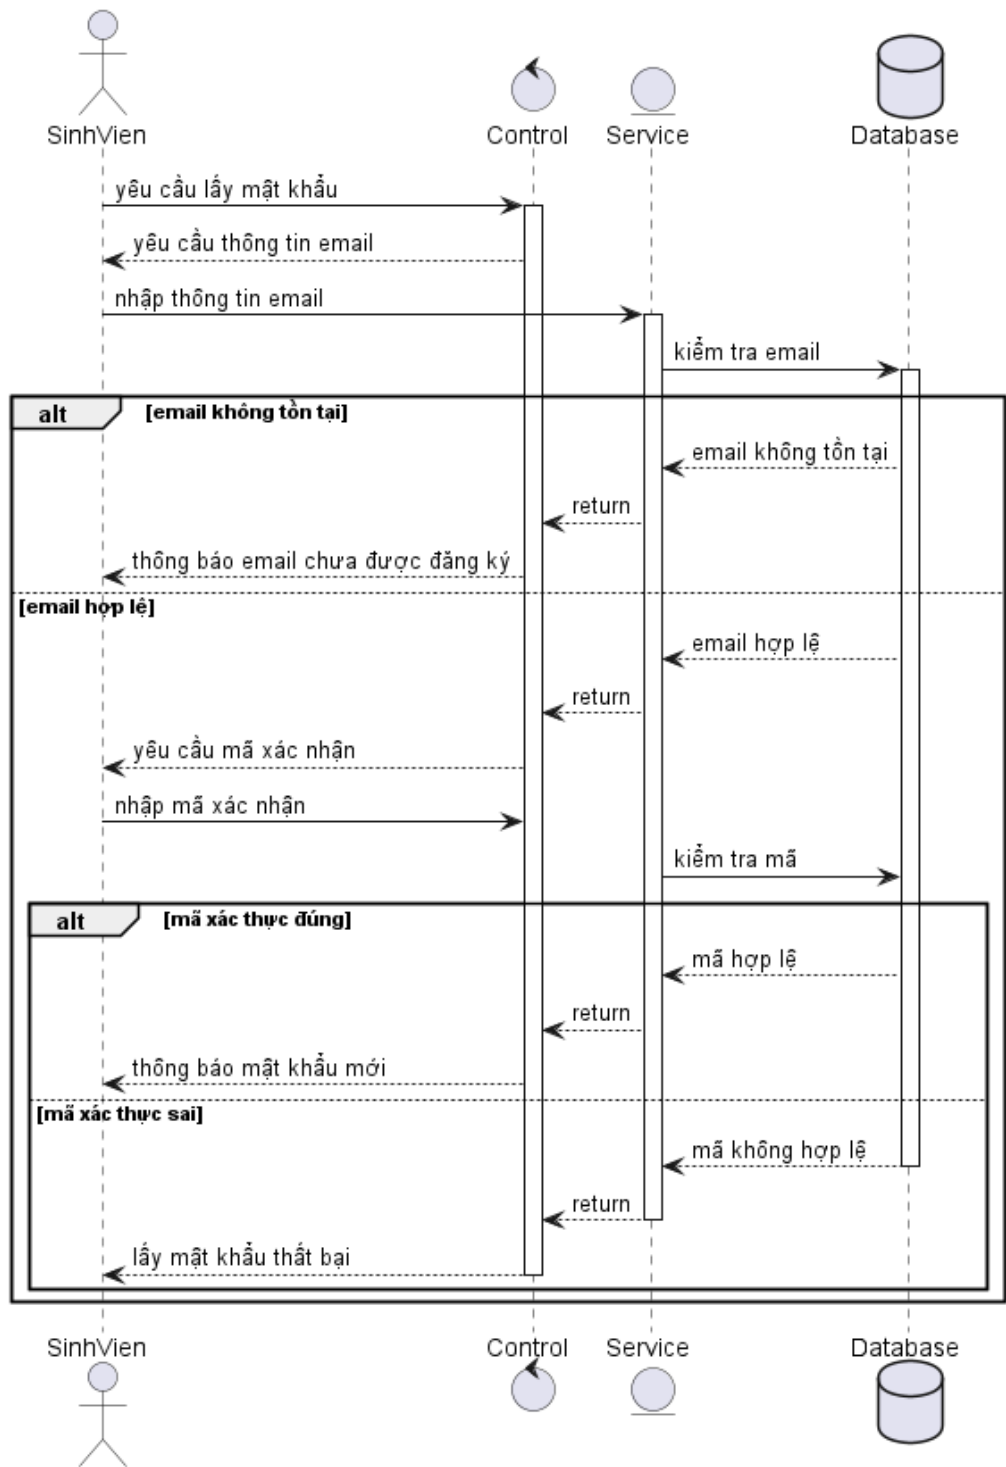 SinhVien
Control
Service
Database
yêu cầu lấy mật khẩu
yêu cầu thông tin email
nhập thông tin email
kiểm tra email
alt [email không tồn tại]
email không tồn tại
return
thông báo email chưa được đăng ký
[email hợp lệ]
email hợp lệ
return
yêu cầu mã xác nhận
nhập mã xác nhận
kiểm tra mã
alt [mã xác thực đúng]
mã hợp lệ
return
thông báo mật khẩu mới
[mã xác thực sai]
mã không hợp lệ
return
lấy mật khẩu thất bại
SinhVien
Control
Service
Database